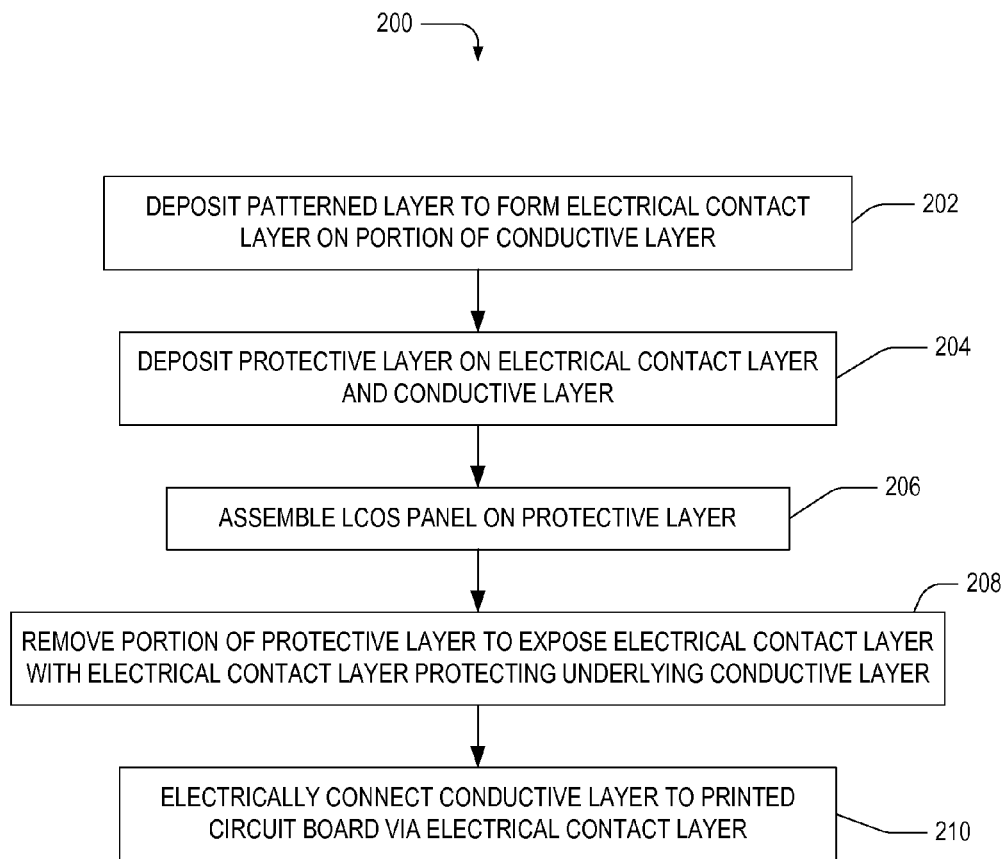 200
DEPOSIT PATTERNED LAYER TO FORM ELECTRICAL CONTACT
LAYER ON PORTION OF CONDUCTIVE LAYER
202
DEPOSIT PROTECTIVE LAYER ON ELECTRICAL CONTACT LAYER
AND CONDUCTIVE LAYER
204
ASSEMBLE LCOS PANEL ON PROTECTIVE LAYER
206
REMOVE PORTION OF PROTECTIVE LAYER TO EXPOSE ELECTRICAL CONTACT LAYER
WITH ELECTRICAL CONTACT LAYER PROTECTING UNDERLYING CONDUCTIVE LAYER
208
ELECTRICALLY CONNECT CONDUCTIVE LAYER TO PRINTED
CIRCUIT BOARD VIA ELECTRICAL CONTACT LAYER
210